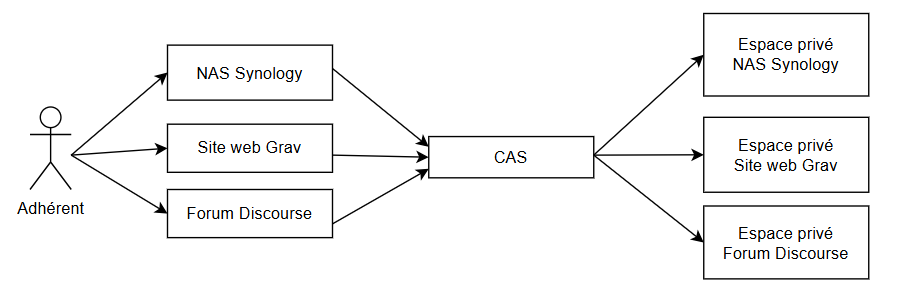 Adhérent
NAS Synology
Site web Grav
Forum Discourse
CAS
Espace privé
NAS Synology
Espace privé
Site web Grav
Espace privé
Forum Discourse